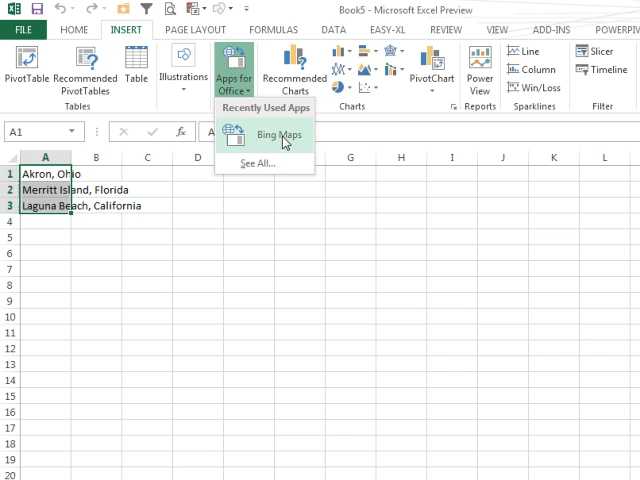 Book5 - Microsoft Excel Preview
FILE HOME INSERT PAGE LAYOUT FORMULAS DATA EASY-XL REVIEW VIEW ADD-INS POWERPIV
PivotTable Recommended PivotTables Table Illustrations Apps for Office Recommended Charts PivotChart Power View Line Column Win/Loss Slicer Timeline
Tables Charts Reports Sparklines Filter
Recently Used Apps
Bing Maps
See All...
A1 fx A
A B C D G H I J K L
1 Akron, Ohio
2 Merritt Island, Florida
3 Laguna Beach, California
4
5
6
7
8
9
10
11
12
13
14
15
16
17
18
19
20